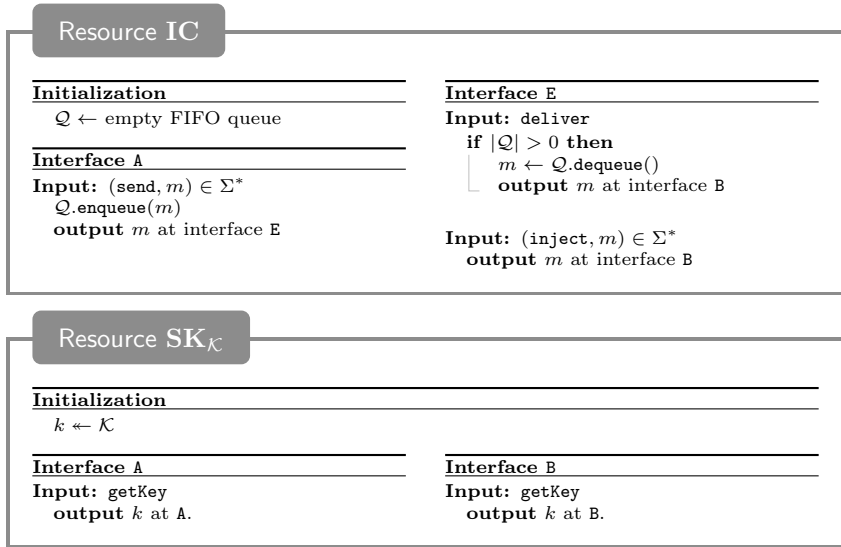 Resource IC
Initialization
𝒬 ← empty FIFO queue
Interface A
Input: (send, m) ∈ Σ*
𝒬.enqueue(m)
output m at interface E
Interface E
Input: deliver
if |𝒬| > 0 then
m ← 𝒬.dequeue()
output m at interface B
Input: (inject, m) ∈ Σ*
output m at interface B
Resource SK_𝒦
Initialization
k ↞ 𝒦
Interface A
Input: getKey
output k at A.
Interface B
Input: getKey
output k at B.